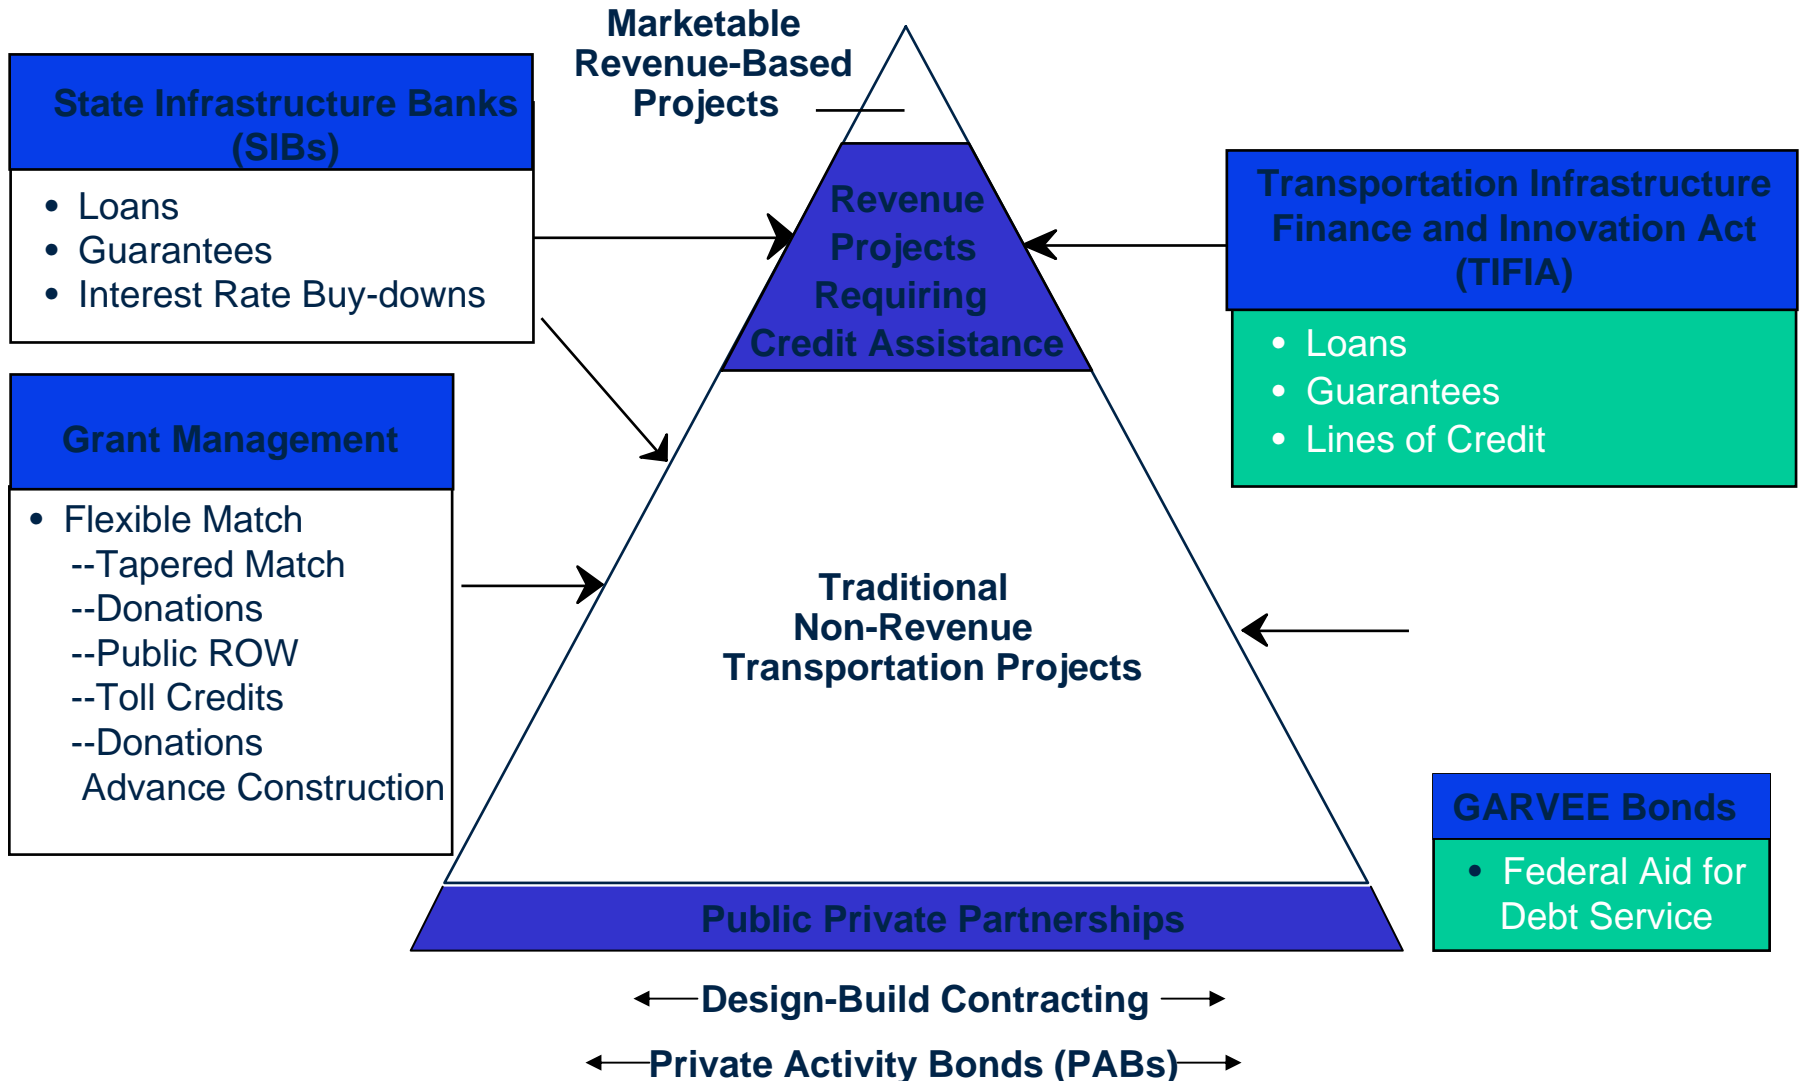 Marketable
Revenue-Based
Projects
State Infrastructure Banks
(SIBs)
• Loans
• Guarantees
• Interest Rate Buy-downs
Grant Management
• Flexible Match
--Tapered Match
--Donations
--Public ROW
--Toll Credits
--Donations
Advance Construction
Revenue
Projects
Requiring
Credit Assistance
Traditional
Non-Revenue
Transportation Projects
Public Private Partnerships
Transportation Infrastructure
Finance and Innovation Act
(TIFIA)
• Loans
• Guarantees
• Lines of Credit
GARVEE Bonds
• Federal Aid for
Debt Service
Design-Build Contracting
Private Activity Bonds (PABs)